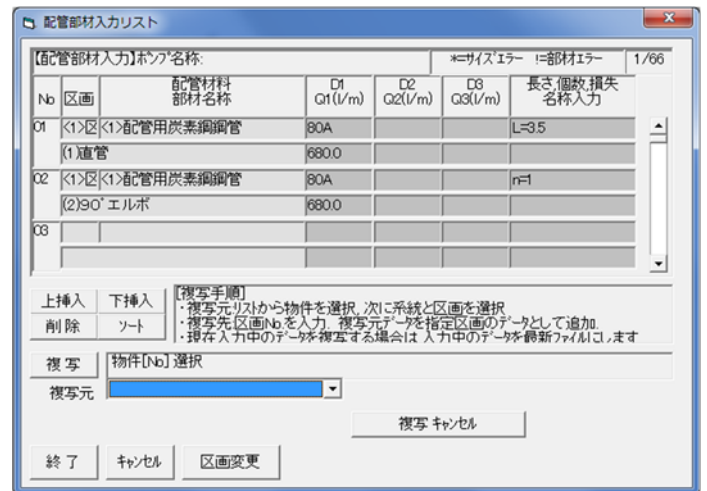 配管部材入力リスト
【配管部材入力】ポンプ名称: *=サイズエラー !=部材エラー 1/66
No 区画 配管材料 部材名称 D1 Q1(l/m) D2 Q2(l/m) D3 Q3(l/m) 長さ,個数,損失 名称入力
01 <1>区 <1>配管用炭素鋼鋼管 80A L=3.5
(1)直管 680.0
02 <1>区 <1>配管用炭素鋼鋼管 80A n=1
(2)90°エルボ 680.0
03
上挿入 下挿入
削除 ソート
[複写手順]
・複写元リストから物件を選択, 次に系統と区画を選択
・複写先区画No.を入力. 複写元データを指定区画のデータとして追加.
・現在入力中のデータを複写する場合は 入力中のデータを最新ファイルにします
複写 物件[No] 選択
複写元
複写 キャンセル
終了 キャンセル 区画変更